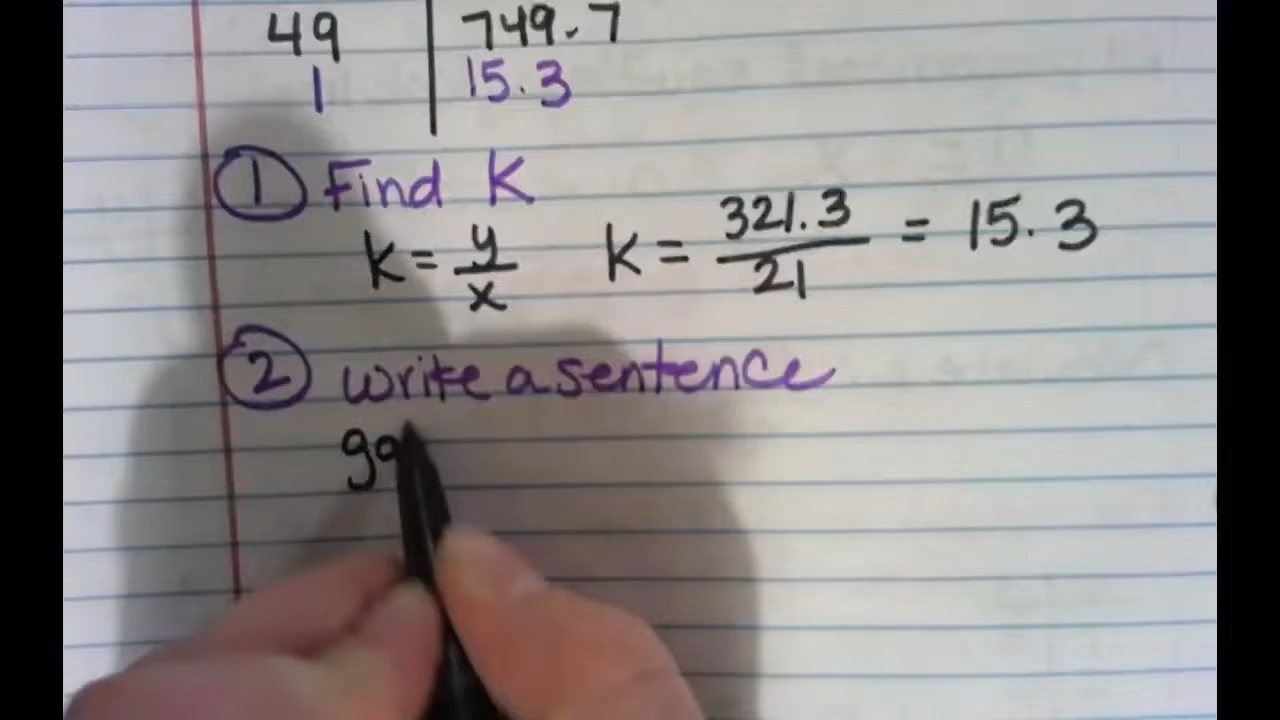 49 | 749.7
1 | 15.3
① Find K
k = y/x K = 321.3/21 = 15.3
② write a sentence